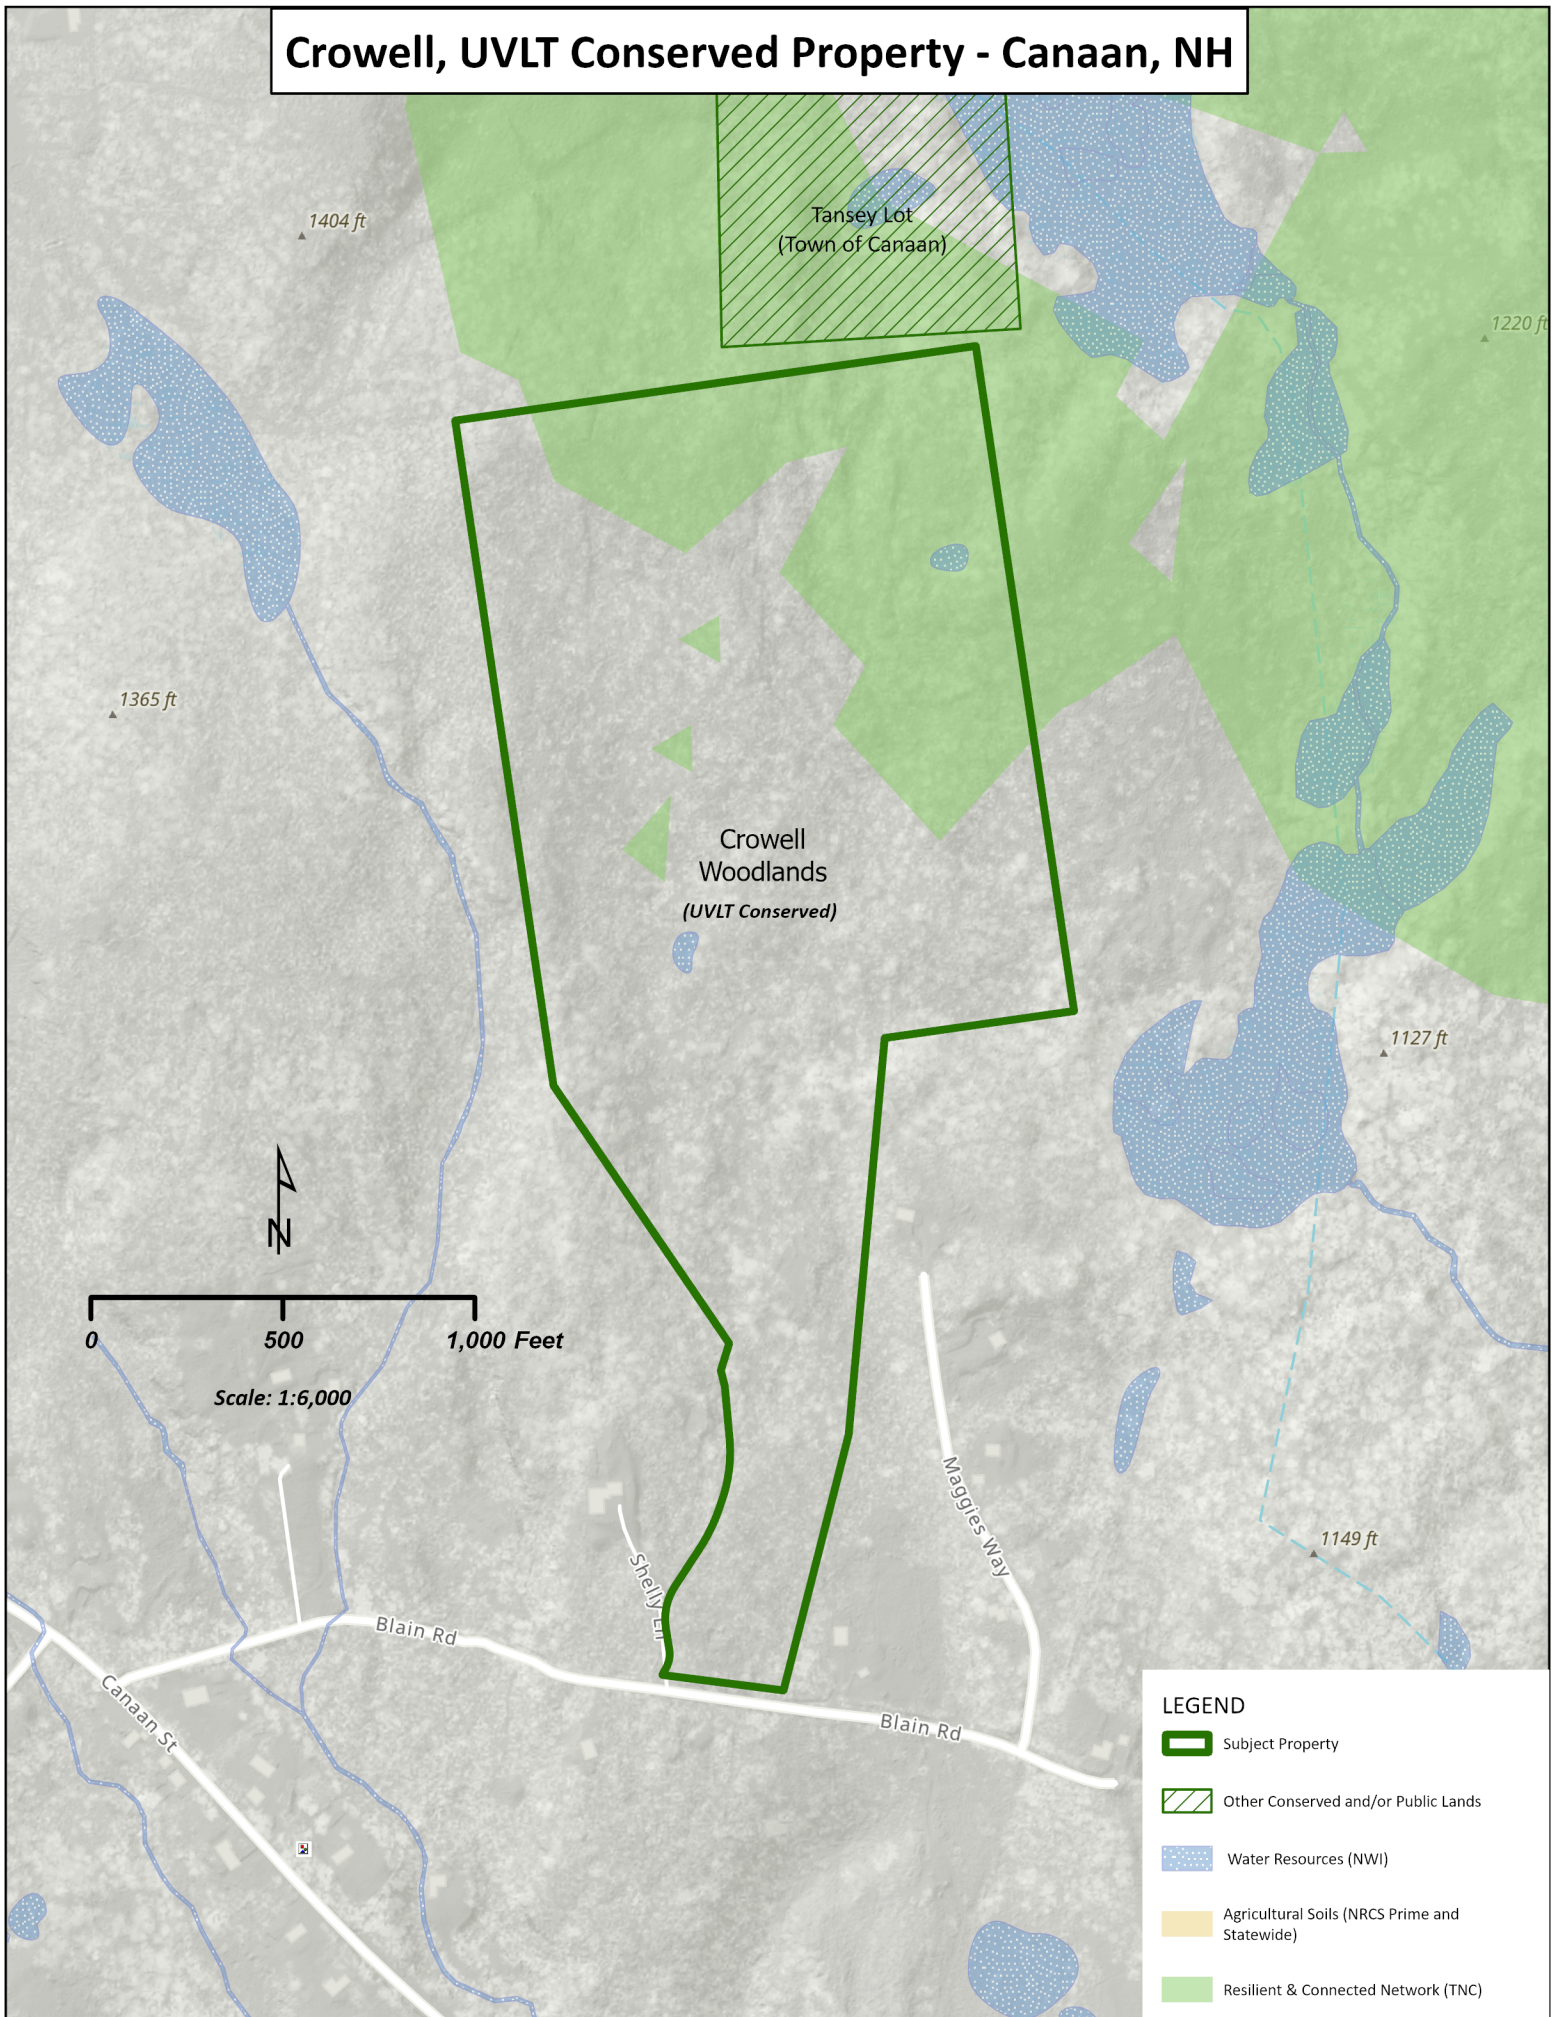 Crowell, UVLT Conserved Property - Canaan, NH
Tansey Lot
(Town of Canaan)
1404 ft
1220 ft
1365 ft
Crowell
Woodlands
(UVLT Conserved)
1127 ft
N
0 500 1,000 Feet
Scale: 1:6,000
Maggies Way
1149 ft
Shelly Ln
Blain Rd
Canaan St
Blain Rd
LEGEND
Subject Property
Other Conserved and/or Public Lands
Water Resources (NWI)
Agricultural Soils (NRCS Prime and
Statewide)
Resilient & Connected Network (TNC)